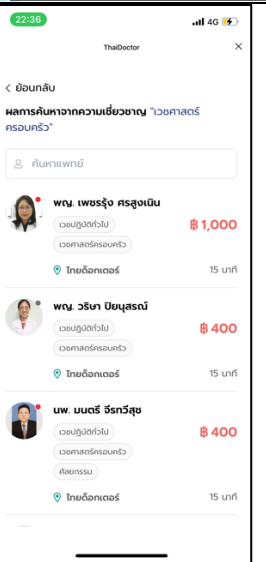 22:36
4G
ThaiDoctor
ย้อนกลับ
ผลการค้นหาจากความเชี่ยวชาญ "เวชศาสตร์
ครอบครัว"
ค้นหาแพทย์
พญ. เพชรรุ้ง ศรสูงเนิน
เวชปฏิบัติทั่วไป
฿ 1,000
เวชศาสตร์ครอบครัว
ไทยด็อกเตอร์ 15 นาที
พญ. วริษา ปิยนุสรณ์
เวชปฏิบัติทั่วไป
฿ 400
เวชศาสตร์ครอบครัว
ไทยด็อกเตอร์ 15 นาที
นพ. มนตรี จีรทวีสุช
เวชปฏิบัติทั่วไป
฿ 400
เวชศาสตร์ครอบครัว
ศัลยกรรม
ไทยด็อกเตอร์ 15 นาที